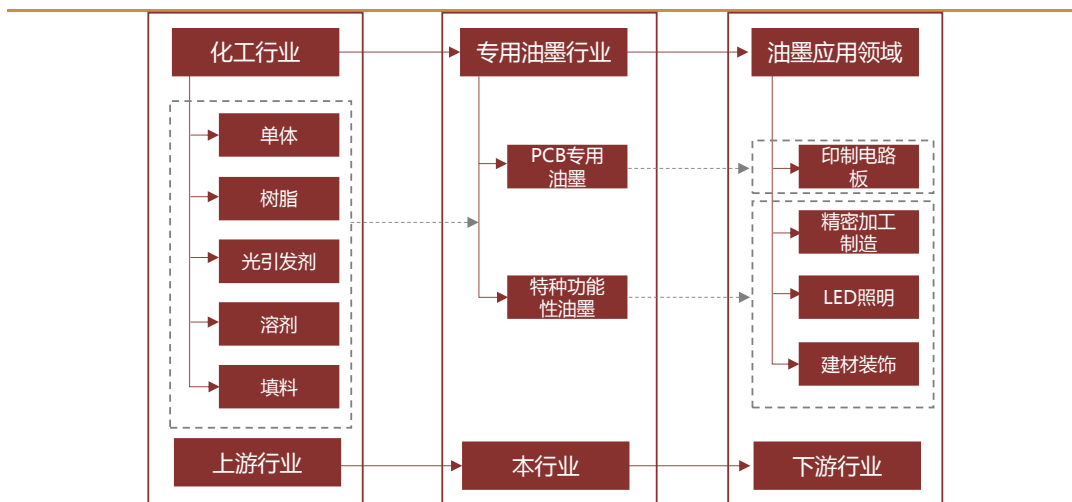 化工行业
专用油墨行业
油墨应用领域
单体
树脂
光引发剂
溶剂
填料
PCB专用
油墨
特种功能
性油墨
印制电路
板
精密加工
制造
LED照明
建材装饰
上游行业
本行业
下游行业